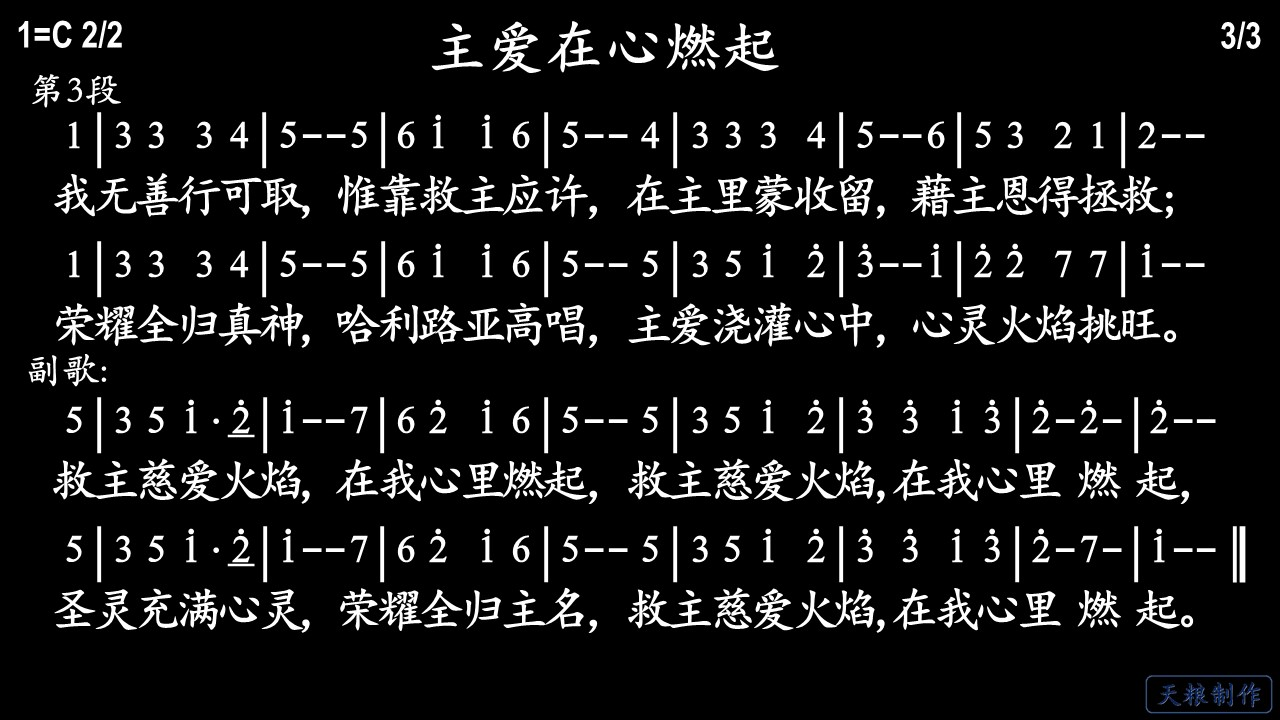 1=C 2/2
主爱在心燃起
3/3
第3段
1|3 3 3 4|5--5|6 i̇ i̇ 6|5-- 4|3 3 3 4|5--6|5 3 2 1|2--
我无善行可取，惟靠救主应许，在主里蒙收留，藉主恩得拯救；
1|3 3 3 4|5--5|6 i̇ i̇ 6|5-- 5|3 5 i̇ 2̇|3̇--i̇|2̇ 2̇ 7 7|i̇--
荣耀全归真神，哈利路亚高唱，主爱浇灌心中，心灵火焰挑旺。
副歌:
5|3 5 i̇·2̇|i̇--7|6 2̇ i̇ 6|5-- 5|3 5 i̇ 2̇|3̇ 3̇ i̇ 3̇|2̇-2̇-|2̇--
救主慈爱火焰，在我心里燃起，救主慈爱火焰,在我心里 燃 起，
5|3 5 i̇·2̇|i̇--7|6 2̇ i̇ 6|5-- 5|3 5 i̇ 2̇|3̇ 3̇ i̇ 3̇|2̇-7-|i̇--‖
圣灵充满心灵，荣耀全归主名，救主慈爱火焰,在我心里 燃 起。
天粮制作